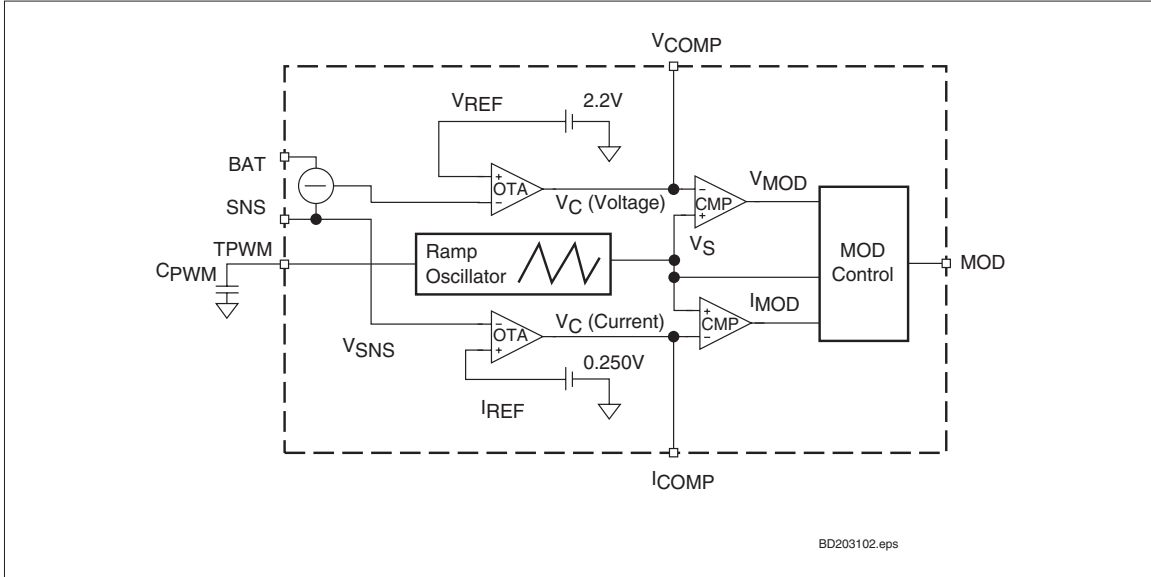 VCOMP
VREF
2.2V
BAT
+
OTA
−
VC (Voltage)
−
CMP
+
VMOD
SNS
VS
TPWM
CPWM
Ramp
Oscillator
MOD
Control
MOD
IMOD
−
OTA
+
VC (Current)
+
CMP
−
VSNS
0.250V
IREF
ICOMP
BD203102.eps